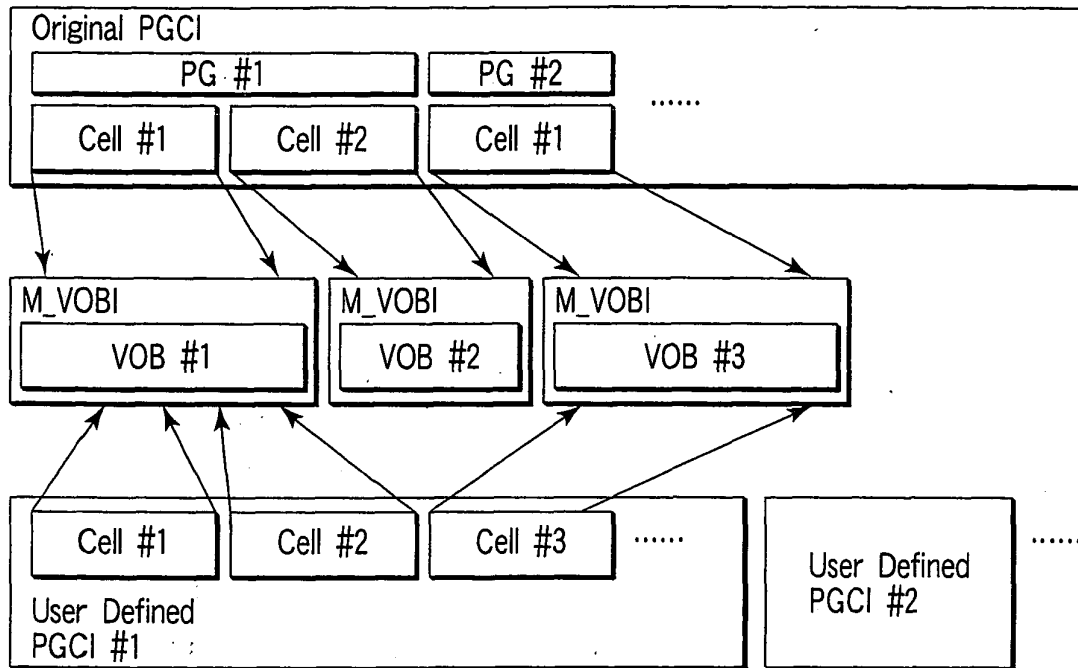 Original PGCI
PG #1
PG #2
......
Cell #1
Cell #2
Cell #1
M_VOBI
M_VOBI
M_VOBI
VOB #1
VOB #2
VOB #3
Cell #1
Cell #2
Cell #3
......
User Defined
PGCI #1
User Defined
PGCI #2
......